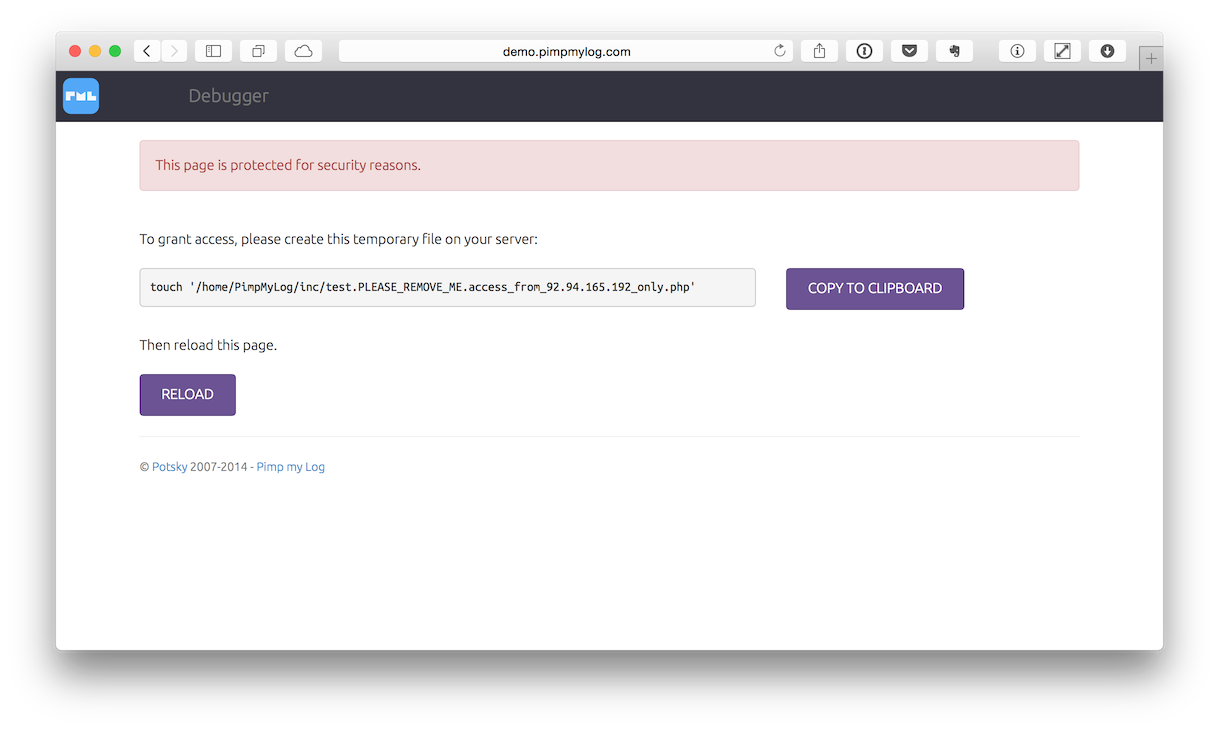 demo.pimpmylog.com
PML Debugger
This page is protected for security reasons.
To grant access, please create this temporary file on your server:
touch '/home/PimpMyLog/inc/test.PLEASE_REMOVE_ME.access_from_92.94.165.192_only.php' COPY TO CLIPBOARD
Then reload this page.
RELOAD
© Potsky 2007-2014 - Pimp my Log